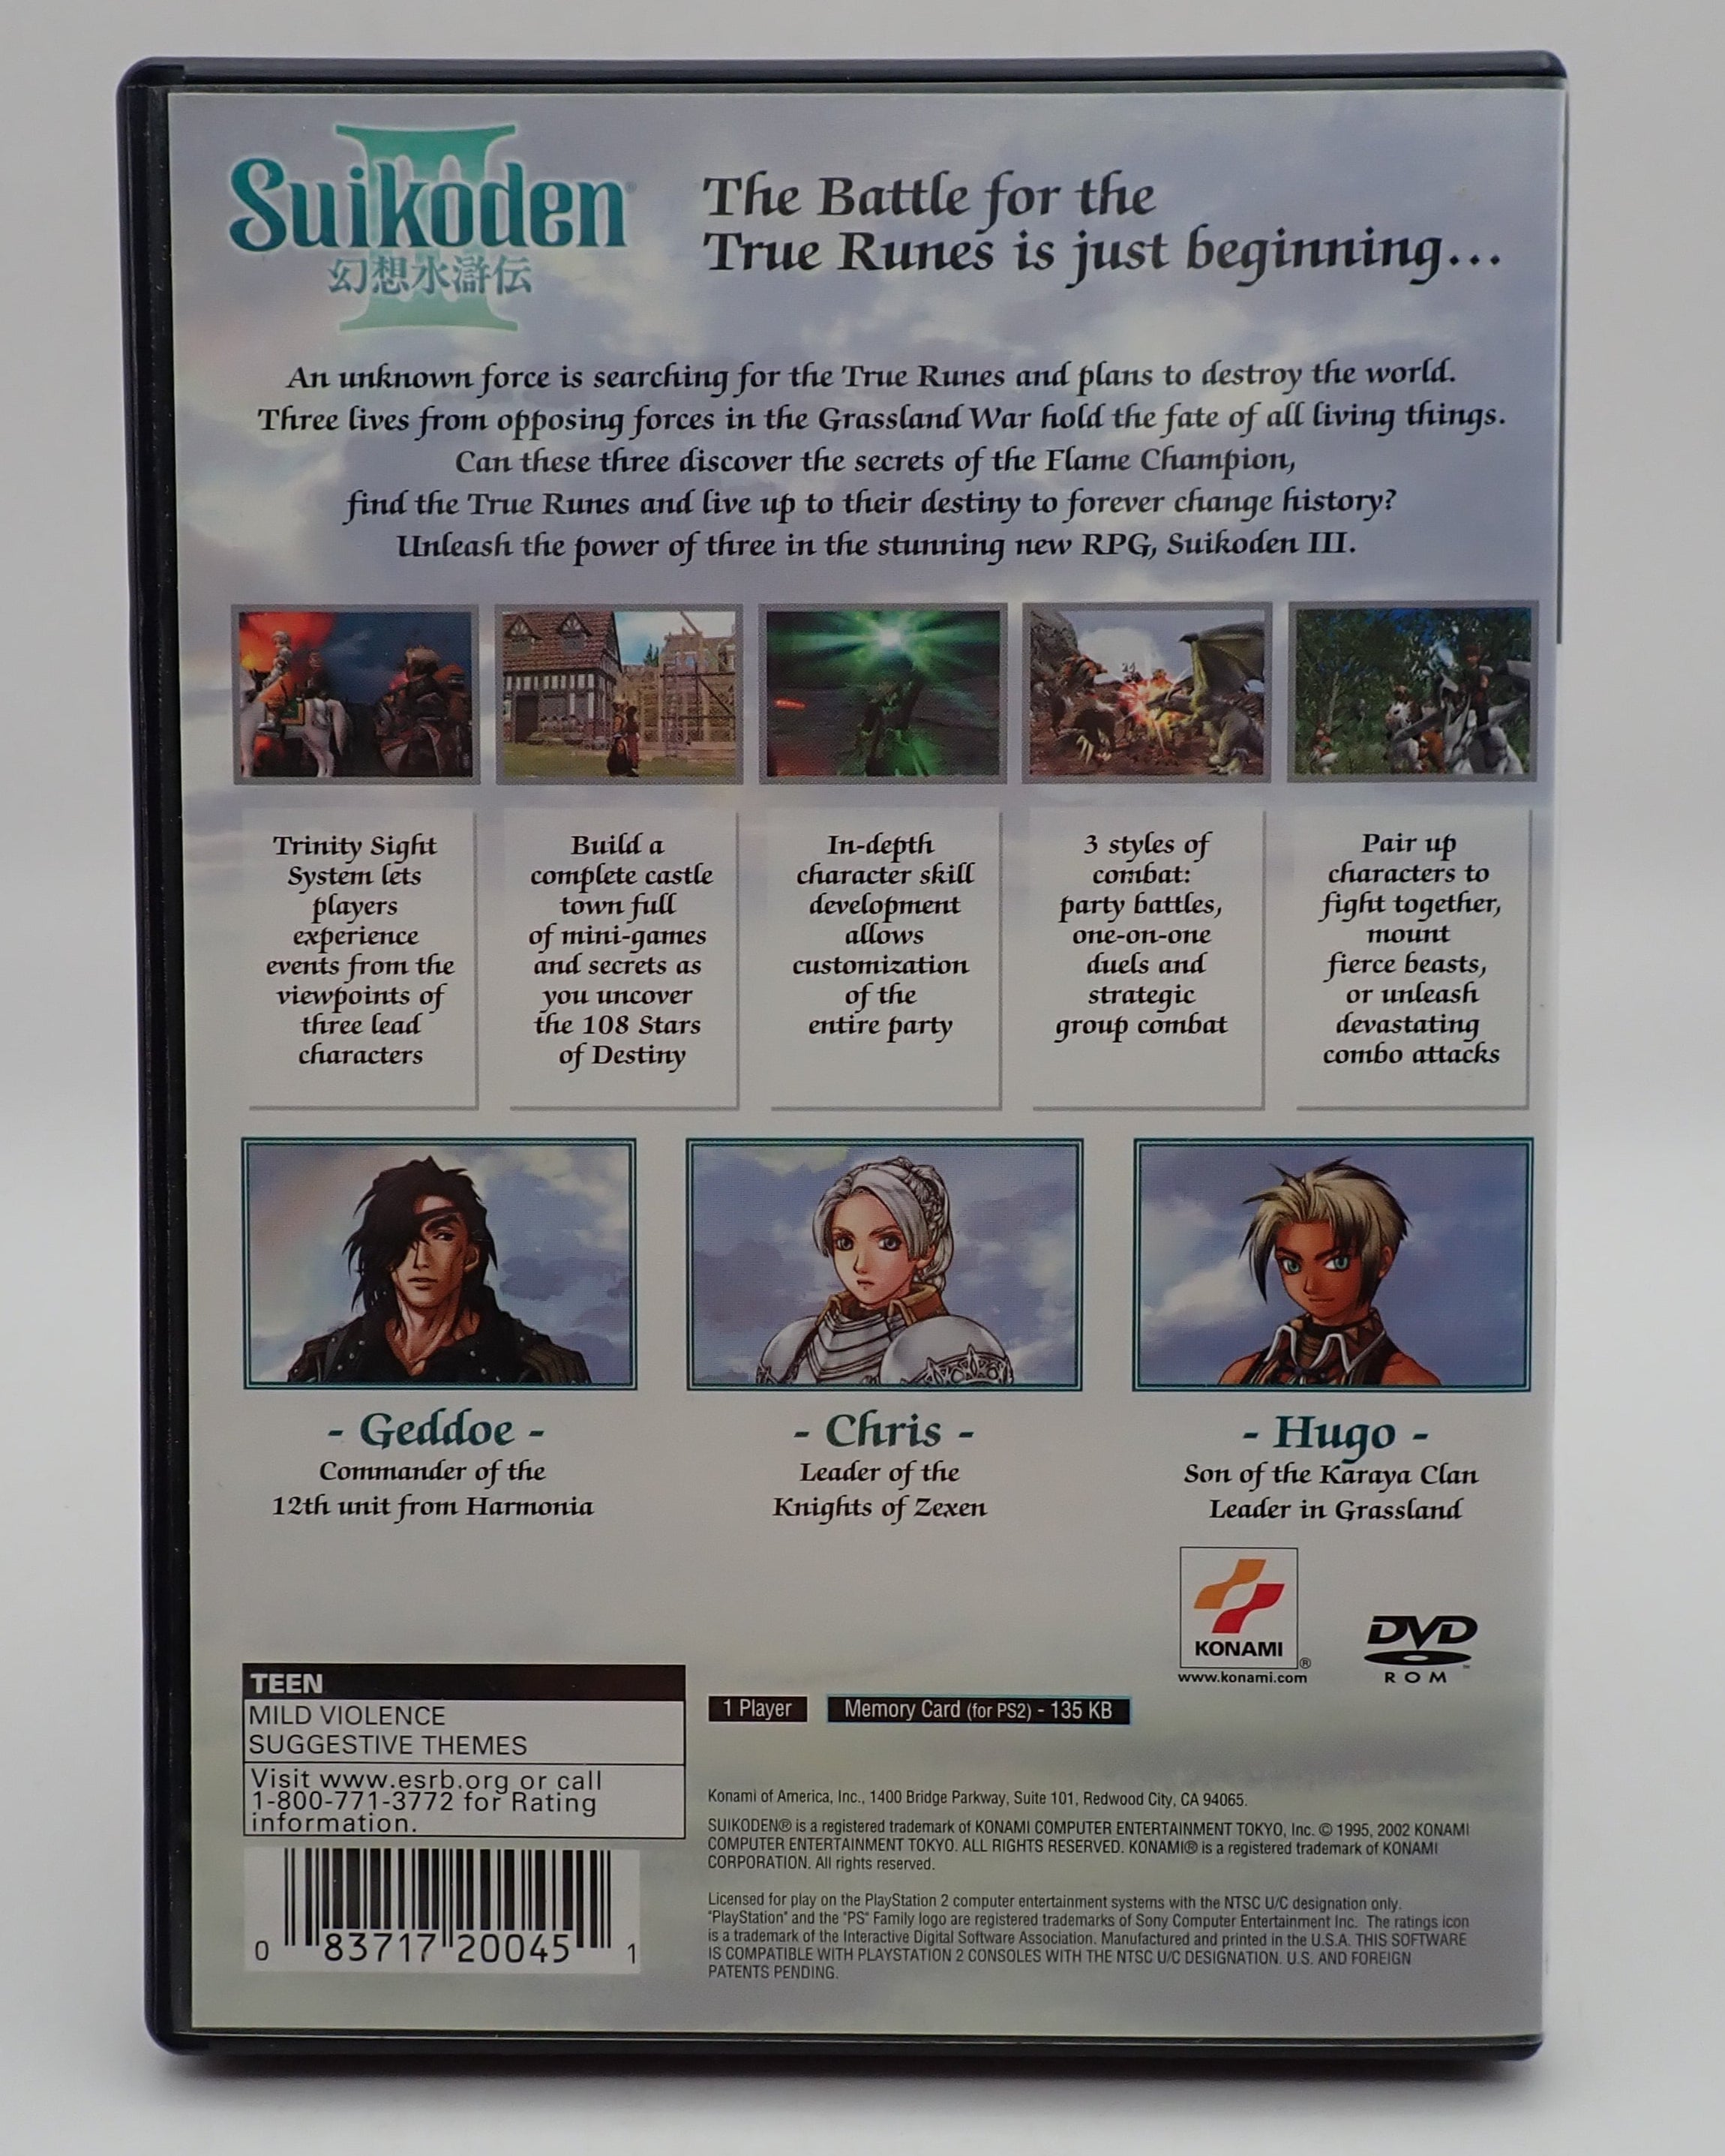 III
Suikoden®
幻想水滸伝
The Battle for the
True Runes is just beginning...
An unknown force is searching for the True Runes and plans to destroy the world.
Three lives from opposing forces in the Grassland War hold the fate of all living things.
Can these three discover the secrets of the Flame Champion,
find the True Runes and live up to their destiny to forever change history?
Unleash the power of three in the stunning new RPG, Suikoden III.
Trinity Sight
System lets
players
experience
events from the
viewpoints of
three lead
characters
Build a
complete castle
town full
of mini-games
and secrets as
you uncover
the 108 Stars
of Destiny
In-depth
character skill
development
allows
customization
of the
entire party
3 styles of
combat:
party battles,
one-on-one
duels and
strategic
group combat
Pair up
characters to
fight together,
mount
fierce beasts,
or unleash
devastating
combo attacks
- Geddoe -
Commander of the
12th unit from Harmonia
- Chris -
Leader of the
Knights of Zexen
- Hugo -
Son of the Karaya Clan
Leader in Grassland
KONAMI®
www.konami.com
DVD
ROM™
TEEN
MILD VIOLENCE
SUGGESTIVE THEMES
Visit www.esrb.org or call
1-800-771-3772 for Rating
information.
1 Player
Memory Card (for PS2) - 135 KB
Konami of America, Inc., 1400 Bridge Parkway, Suite 101, Redwood City, CA 94065.
SUIKODEN® is a registered trademark of KONAMI COMPUTER ENTERTAINMENT TOKYO, Inc. © 1995, 2002 KONAMI
COMPUTER ENTERTAINMENT TOKYO. ALL RIGHTS RESERVED. KONAMI® is a registered trademark of KONAMI
CORPORATION. All rights reserved.
Licensed for play on the PlayStation 2 computer entertainment systems with the NTSC U/C designation only.
"PlayStation" and the "PS" Family logo are registered trademarks of Sony Computer Entertainment Inc. The ratings icon
is a trademark of the Interactive Digital Software Association. Manufactured and printed in the U.S.A. THIS SOFTWARE
IS COMPATIBLE WITH PLAYSTATION 2 CONSOLES WITH THE NTSC U/C DESIGNATION. U.S. AND FOREIGN
PATENTS PENDING.
0 83717 20045 1